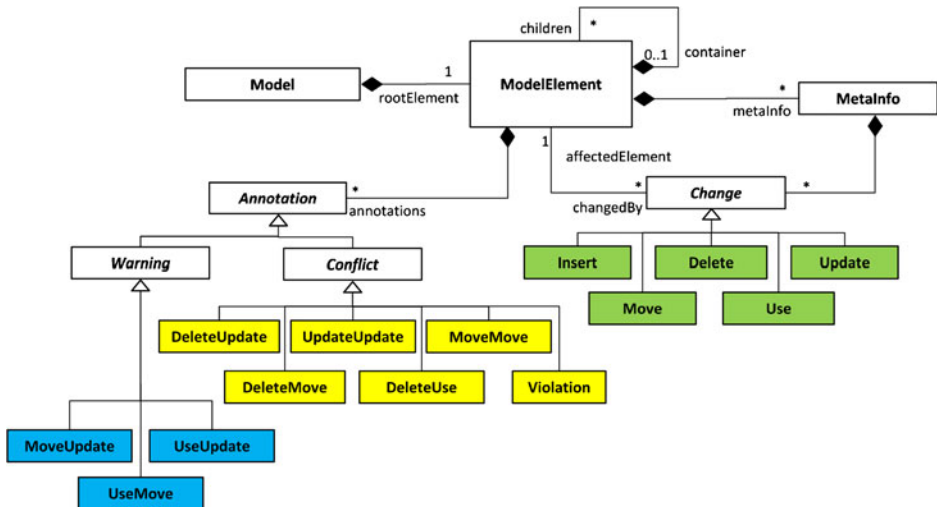 children
*
0..1
container
Model
1
rootElement
ModelElement
*
metaInfo
MetaInfo
1
affectedElement
Annotation
*
annotations
*
changedBy
Change
*
Warning
Conflict
Insert
Delete
Update
Move
Use
DeleteUpdate
UpdateUpdate
MoveMove
DeleteMove
DeleteUse
Violation
MoveUpdate
UseUpdate
UseMove